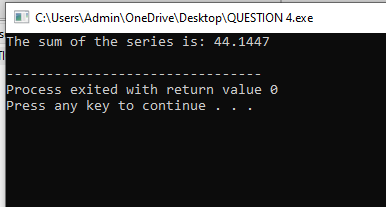 C:\Users\Admin\OneDrive\Desktop\QUESTION 4.exe
The sum of the series is: 44.1447
--------------------------------
Process exited with return value 0
Press any key to continue . . .